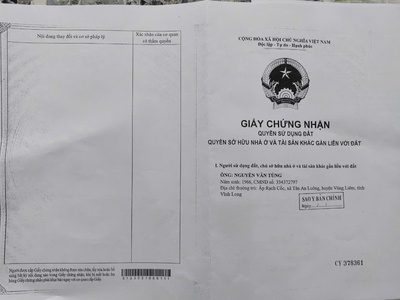 Nội dung thay đổi và cơ sở pháp lý
Xác nhận của cơ quan
có thẩm quyền
CỘNG HÒA XÃ HỘI CHỦ NGHĨA VIỆT NAM
Độc lập - Tự do - Hạnh phúc
GIẤY CHỨNG NHẬN
QUYỀN SỬ DỤNG ĐẤT
QUYỀN SỞ HỮU NHÀ Ở VÀ TÀI SẢN KHÁC GẮN LIỀN VỚI ĐẤT
I. Người sử dụng đất, chủ sở hữu nhà ở và tài sản khác gắn liền với đất
ÔNG: NGUYỄN VĂN TÙNG
Năm sinh: 1966, CMND số: 334372797
Địa chỉ thường trú: Ấp Rạch Cốc, xã Tân An Luông, huyện Vũng Liêm, tỉnh
Vĩnh Long
SAO Y BẢN CHÍNH
Ngày
CY 378361